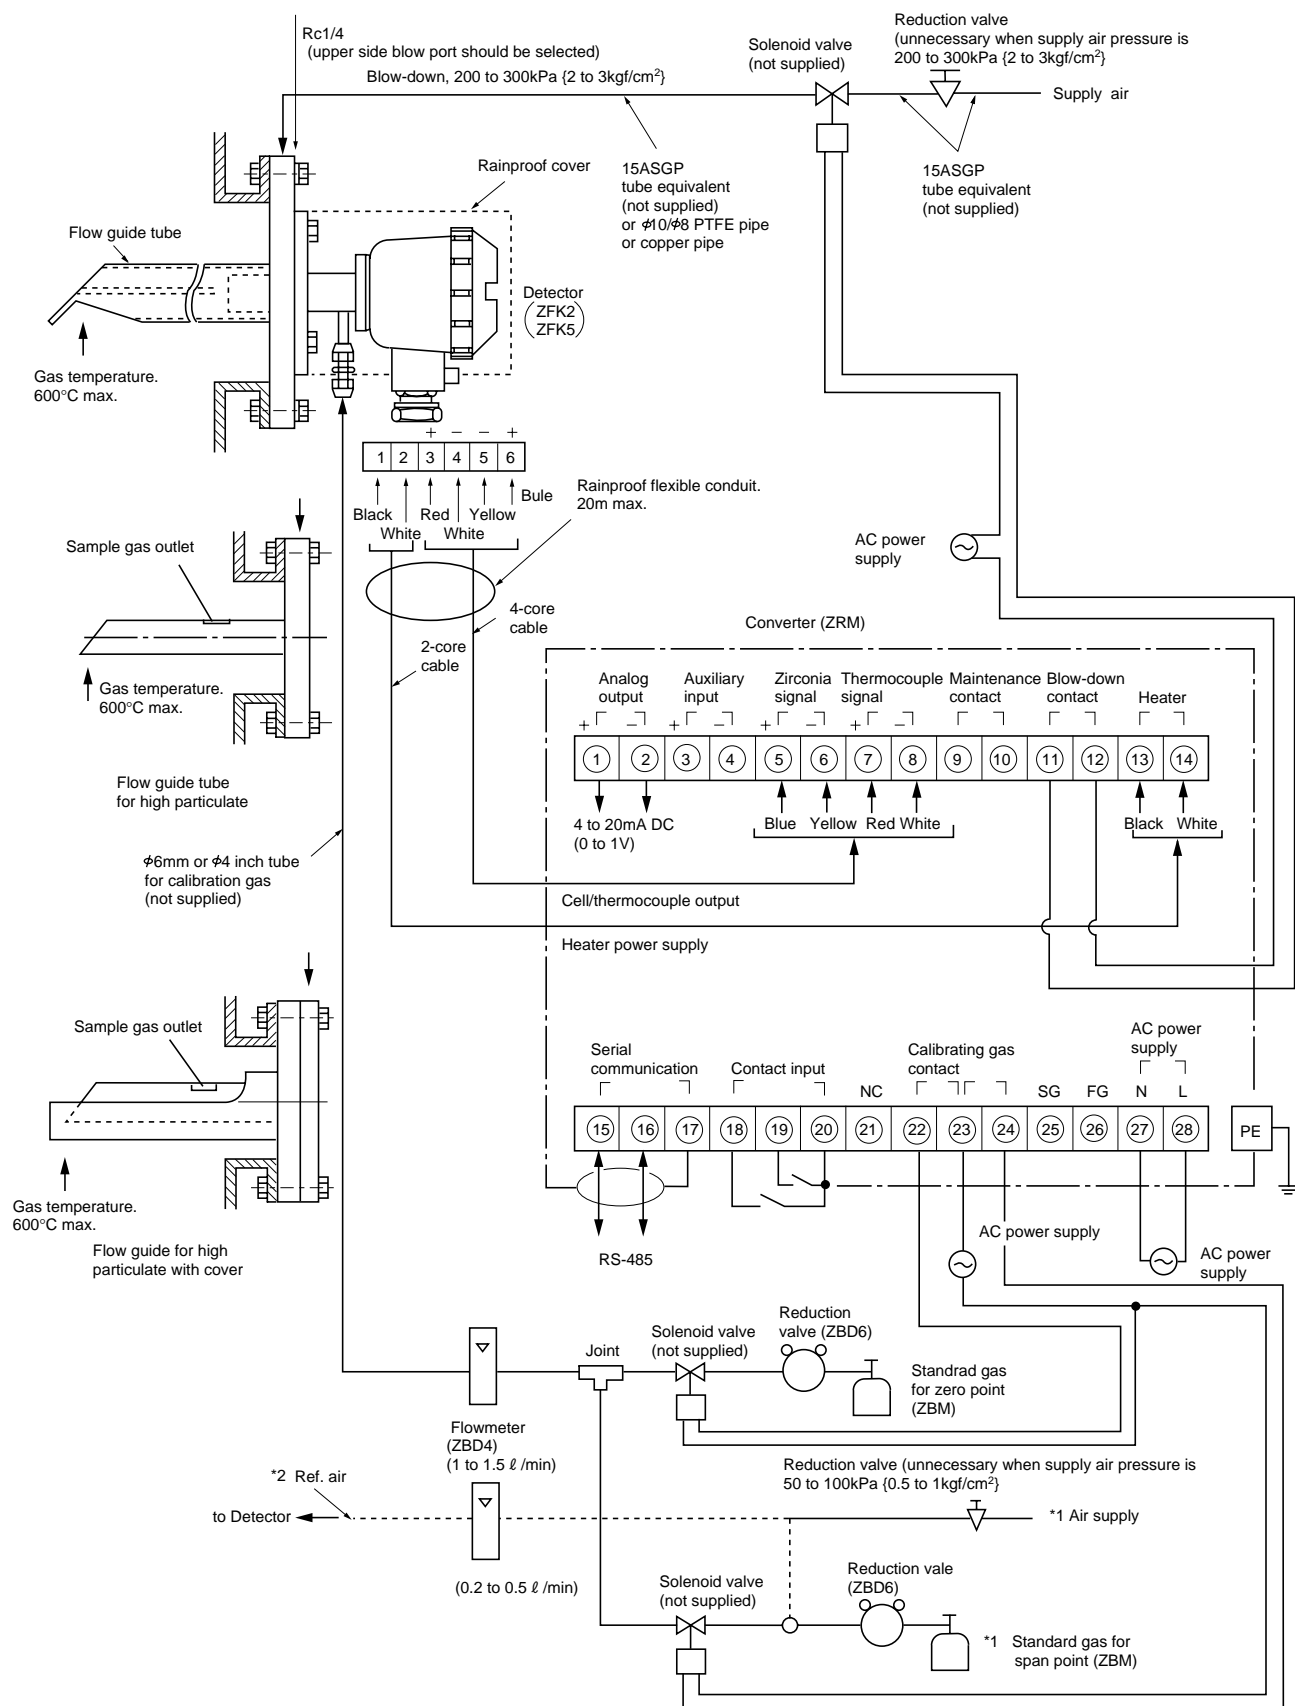 Rc1/4
(upper side blow port should be selected)
Blow-down, 200 to 300kPa {2 to 3kgf/cm²}
Solenoid valve
(not supplied)
Reduction valve
(unnecessary when supply air pressure is
200 to 300kPa {2 to 3kgf/cm²}
Supply air
Rainproof cover
15ASGP
tube equivalent
(not supplied)
or φ10/φ8 PTFE pipe
or copper pipe
15ASGP
tube equivalent
(not supplied)
Flow guide tube
Detector
(ZFK2
ZFK5)
Gas temperature.
600°C max.
+ − − +
1 2 3 4 5 6
Bule
Black Red Yellow
White White
Rainproof flexible conduit.
20m max.
AC power
supply
Sample gas outlet
4-core
cable
2-core
cable
Converter (ZRM)
Gas temperature.
600°C max.
Flow guide tube
for high particulate
Analog
output
Auxiliary
input
Zirconia
signal
Thermocouple
signal
Maintenance
contact
Blow-down
contact
Heater
+ − + − + − + −
1 2 3 4 5 6 7 8 9 10 11 12 13 14
4 to 20mA DC
(0 to 1V)
Blue Yellow Red White
Black White
φ6mm or φ4 inch tube
for calibration gas
(not supplied)
Cell/thermocouple output
Heater power supply
Sample gas outlet
Serial
communication
Contact input
NC
Calibrating gas
contact
SG
FG
AC power
supply
N L
15 16 17 18 19 20 21 22 23 24 25 26 27 28
PE
Gas temperature.
600°C max.
Flow guide for high
particulate with cover
RS-485
AC power supply
AC power
supply
Joint
Solenoid valve
(not supplied)
Reduction
valve (ZBD6)
Standrad gas
for zero point
(ZBM)
Flowmeter
(ZBD4)
(1 to 1.5 ℓ /min)
Reduction valve (unnecessary when supply air pressure is
50 to 100kPa {0.5 to 1kgf/cm²}
*2 Ref. air
to Detector
*1 Air supply
(0.2 to 0.5 ℓ /min)
Solenoid valve
(not supplied)
Reduction vale
(ZBD6)
*1 Standard gas for
span point (ZBM)